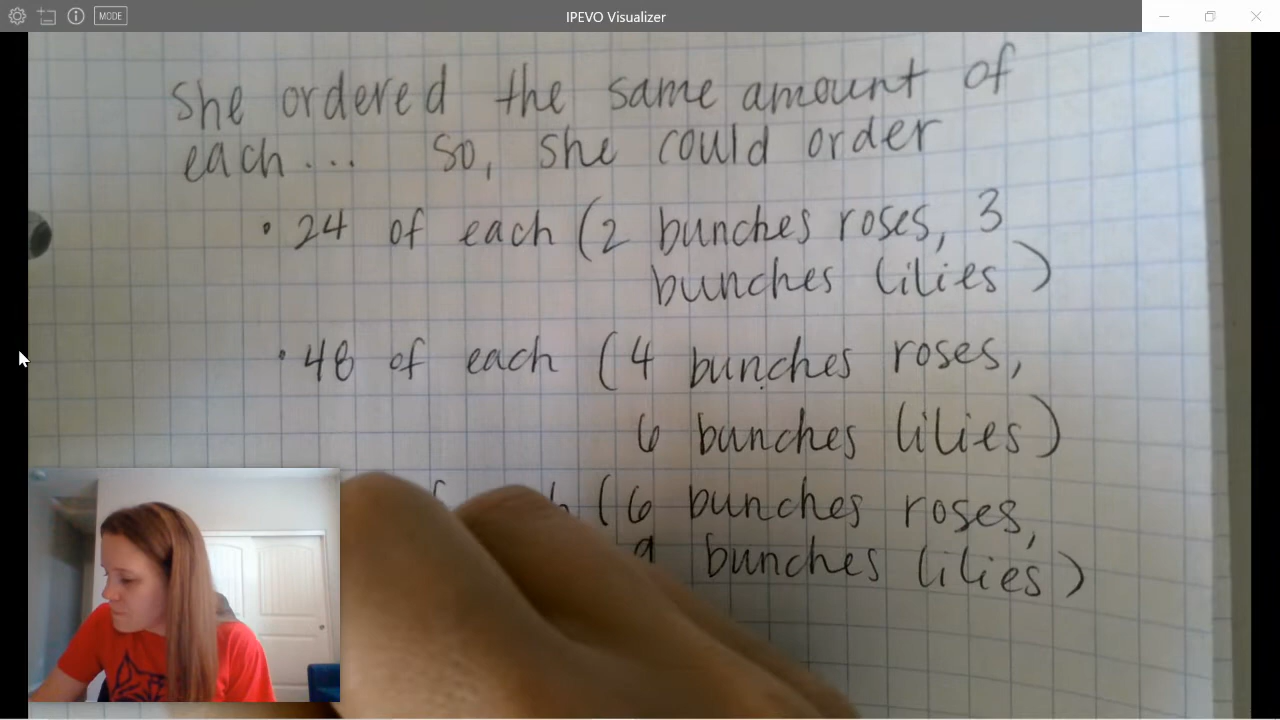 MODE
IPEVO Visualizer
She ordered the same amount of
each... so, she could order
• 24 of each (2 bunches roses, 3
bunches lilies)
• 48 of each (4 bunches roses,
6 bunches lilies)
(6 bunches roses,
9 bunches lilies)